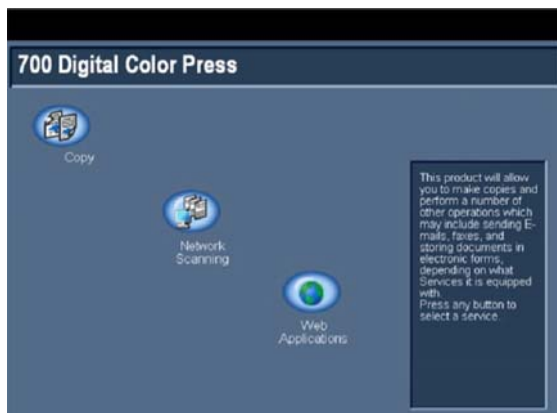 700 Digital Color Press
Copy
Network
Scanning
Web
Applications
This product will allow
you to make copies and
perform a number of
other operations which
may include sending E-
mails, faxes, and
storing documents in
electronic forms,
depending on what
Services it is equipped
with.
Press any button to
select a service.